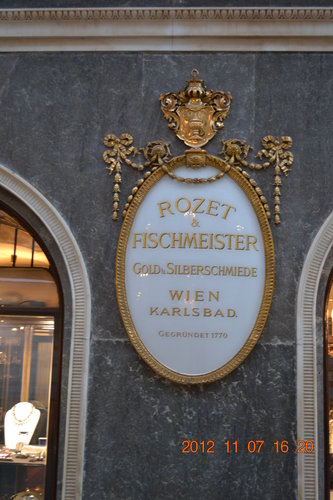 ROZET
&
FISCHMEISTER
GOLD U. SILBERSCHMIEDE
WIEN
KARLSBAD.
GEGRÜNDET 1770
2012 11 07 16 20